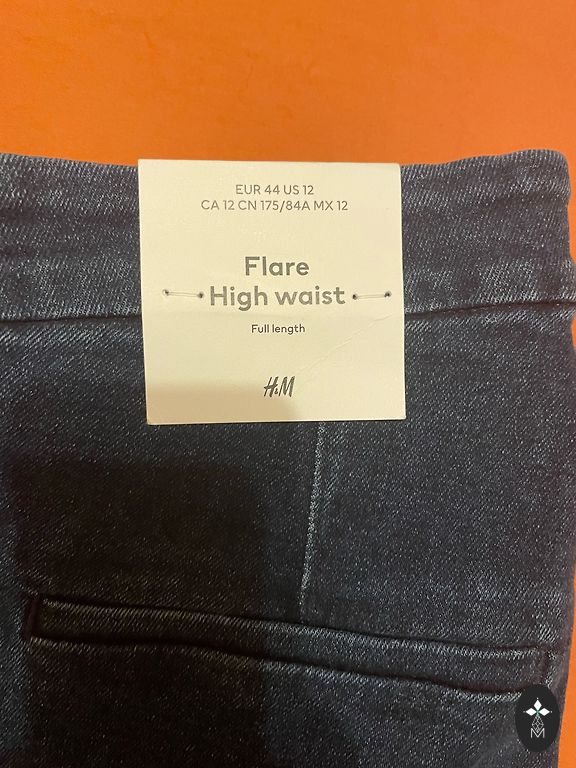 EUR 44 US 12
CA 12 CN 175/84A MX 12
Flare
High waist
Full length
H&M
M